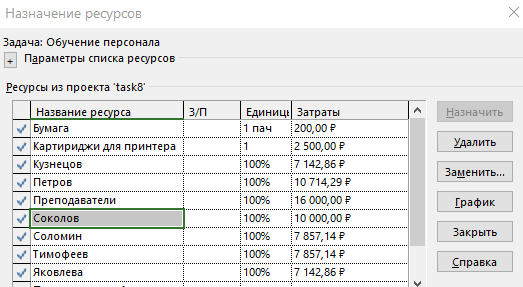 Назначение ресурсов
Задача: Обучение персонала
+ Параметры списка ресурсов
Ресурсы из проекта 'task8'
Название ресурса З/П Единицы Затраты
Бумага 1 пач 200,00 ₽
Картириджи для принтера 1 2 500,00 ₽
Кузнецов 100% 7 142,86 ₽
Петров 100% 10 714,29 ₽
Преподаватели 100% 16 000,00 ₽
Соколов 100% 10 000,00 ₽
Соломин 100% 7 857,14 ₽
Тимофеев 100% 7 857,14 ₽
Яковлева 100% 7 142,86 ₽
Назначить
Удалить
Заменить...
График
Закрыть
Справка